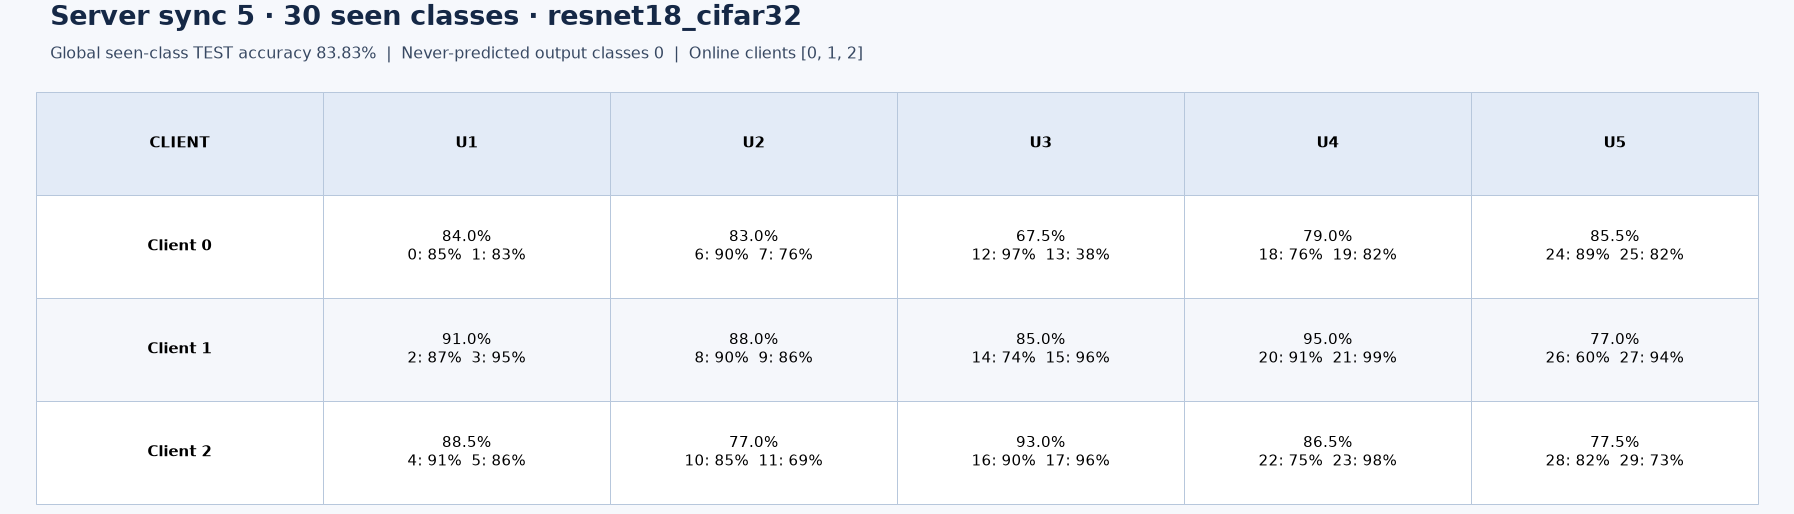 Server sync 5 · 30 seen classes · resnet18_cifar32
Global seen-class TEST accuracy 83.83% | Never-predicted output classes 0 | Online clients [0, 1, 2]
CLIENT U1 U2 U3 U4 U5
84.0% 83.0% 67.5% 79.0% 85.5%
Client 0
0: 85% 1: 83% 6: 90% 7: 76% 12: 97% 13: 38% 18: 76% 19: 82% 24: 89% 25: 82%
91.0% 88.0% 85.0% 95.0% 77.0%
Client 1
2: 87% 3: 95% 8: 90% 9: 86% 14: 74% 15: 96% 20: 91% 21: 99% 26: 60% 27: 94%
88.5% 77.0% 93.0% 86.5% 77.5%
Client 2
4: 91% 5: 86% 10: 85% 11: 69% 16: 90% 17: 96% 22: 75% 23: 98% 28: 82% 29: 73%